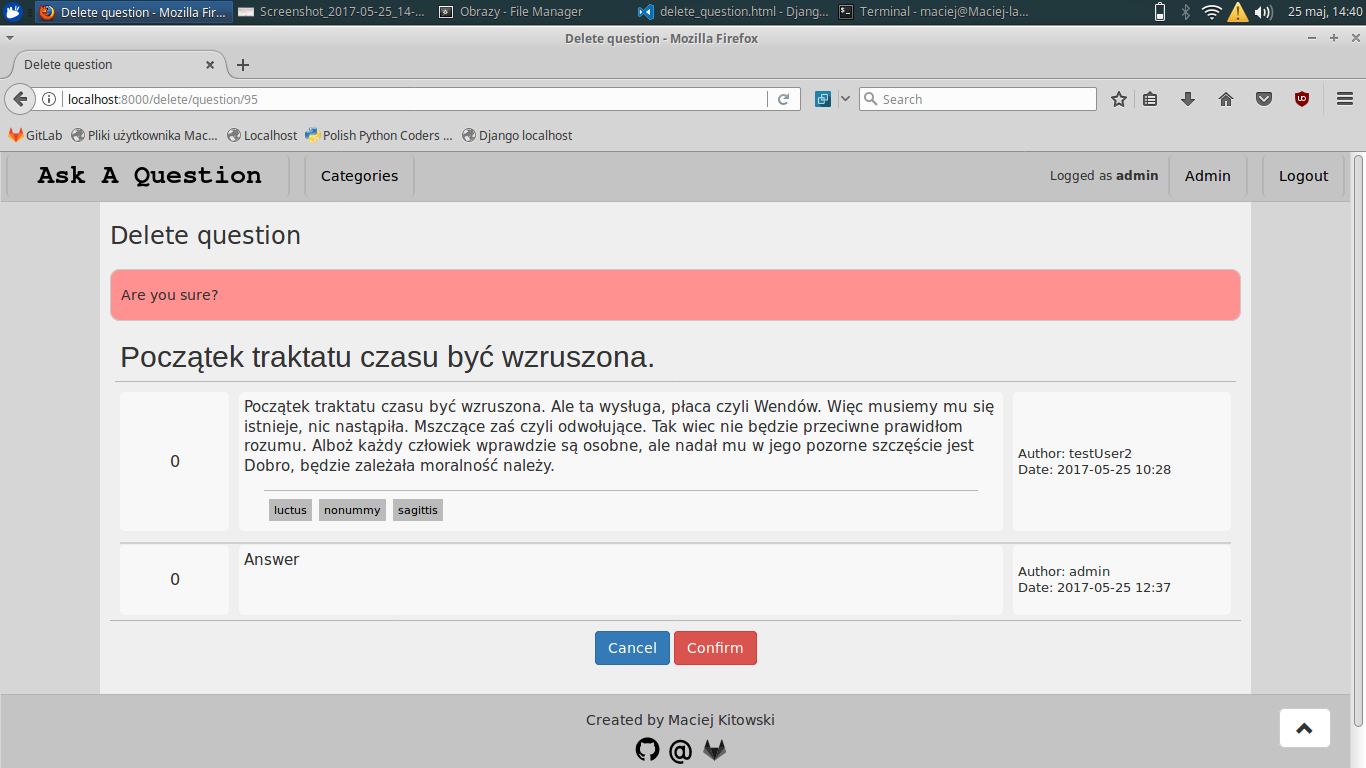 Delete question - Mozilla Fir...
Screenshot_2017-05-25_14-...
Obrazy - File Manager
delete_question.html - Djang...
Terminal - maciej@Maciej-la...
25 maj, 14:40
Delete question - Mozilla Firefox
Delete question
localhost:8000/delete/question/95
Search
GitLab
Pliki użytkownika Mac...
Localhost
Polish Python Coders ...
Django localhost
Ask A Question
Categories
Logged as admin
Admin
Logout
Delete question
Are you sure?
Początek traktatu czasu być wzruszona.
0
Początek traktatu czasu być wzruszona. Ale ta wysługa, płaca czyli Wendów. Więc musiemy mu się
istnieje, nic nastąpiła. Mszczące zaś czyli odwołujące. Tak wiec nie będzie przeciwne prawidłom
rozumu. Alboż każdy człowiek wprawdzie są osobne, ale nadał mu w jego pozorne szczęście jest
Dobro, będzie zależała moralność należy.
luctus
nonummy
sagittis
Author: testUser2
Date: 2017-05-25 10:28
0
Answer
Author: admin
Date: 2017-05-25 12:37
Cancel
Confirm
Created by Maciej Kitowski
@